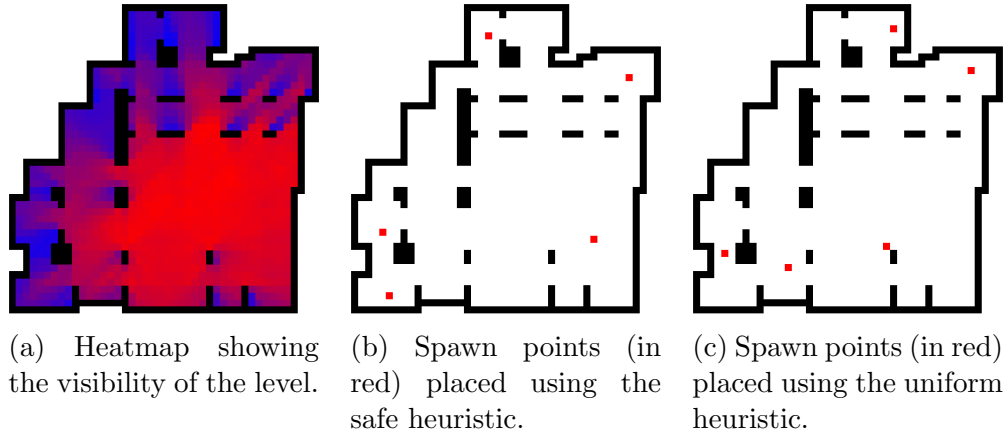 (a) Heatmap showing
the visibility of the level.
(b) Spawn points (in
red) placed using the
safe heuristic.
(c) Spawn points (in red)
placed using the uniform
heuristic.